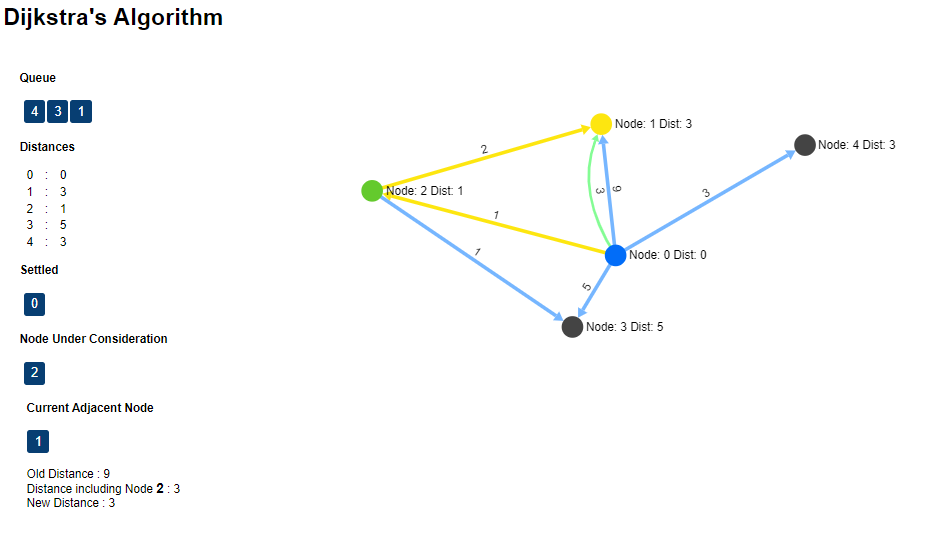 Dijkstra's Algorithm
Queue
4 3 1
Distances
0 : 0
1 : 3
2 : 1
3 : 5
4 : 3
Settled
0
Node Under Consideration
2
Current Adjacent Node
1
Old Distance : 9
Distance including Node 2 : 3
New Distance : 3
Node: 1 Dist: 3
Node: 4 Dist: 3
2
Node: 2 Dist: 1
3
9
3
1
1
Node: 0 Dist: 0
5
Node: 3 Dist: 5